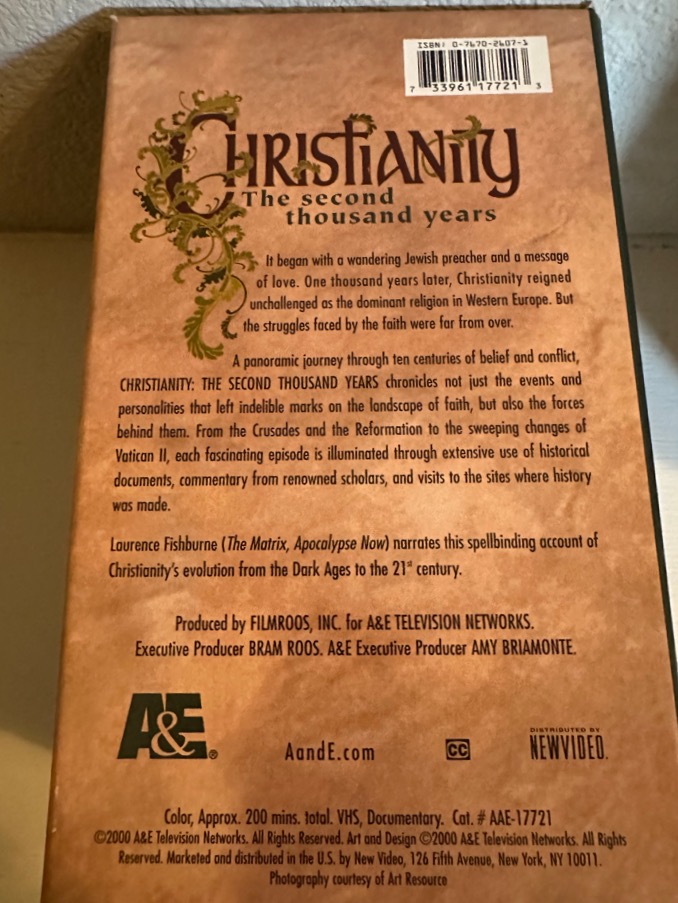 ISBN: 0-7670-2607-3
7 33961 17721 3
CHRISTIANITY
The second
thousand years
It began with a wandering Jewish preacher and a message
of love. One thousand years later, Christianity reigned
unchallenged as the dominant religion in Western Europe. But
the struggles faced by the faith were far from over.
A panoramic journey through ten centuries of belief and conflict,
CHRISTIANITY: THE SECOND THOUSAND YEARS chronicles not just the events and
personalities that left indelible marks on the landscape of faith, but also the forces
behind them. From the Crusades and the Reformation to the sweeping changes of
Vatican II, each fascinating episode is illuminated through extensive use of historical
documents, commentary from renowned scholars, and visits to the sites where history
was made.
Laurence Fishburne (The Matrix, Apocalypse Now) narrates this spellbinding account of
Christianity's evolution from the Dark Ages to the 21st century.
Produced by FILMROOS, INC. for A&E TELEVISION NETWORKS.
Executive Producer BRAM ROOS. A&E Executive Producer AMY BRIAMONTE.
A&E®
AandE.com
CC
DISTRIBUTED BY
NEWVIDEO.
Color, Approx. 200 mins. total. VHS, Documentary. Cat. # AAE-17721
©2000 A&E Television Networks. All Rights Reserved. Art and Design ©2000 A&E Television Networks. All Rights
Reserved. Marketed and distributed in the U.S. by New Video, 126 Fifth Avenue, New York, NY 10011.
Photography courtesy of Art Resource